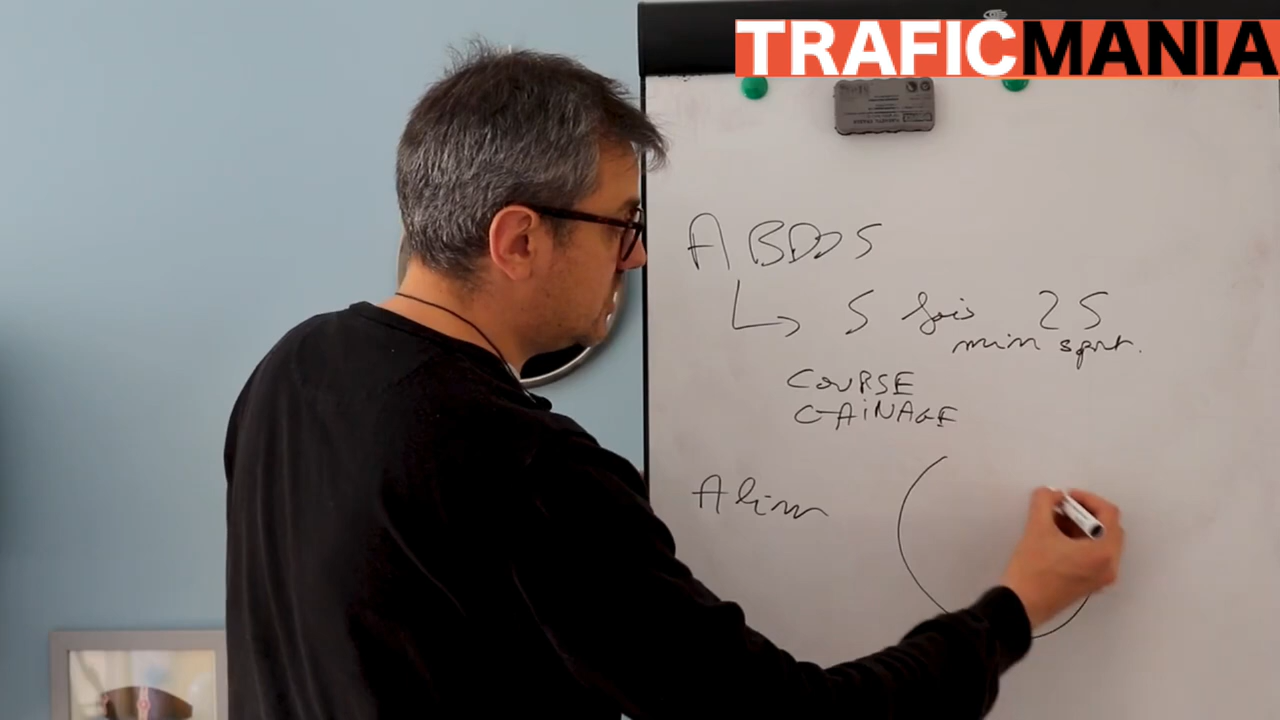 TRAFICMANIA
ABDOS
5 fois 25
min sport.
COURSE
GAINAGE
Alim